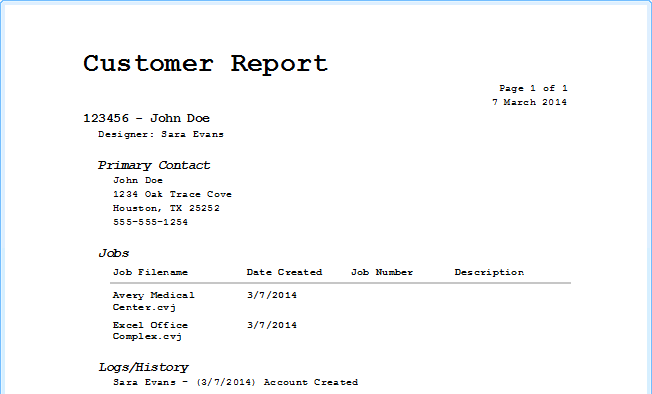 Customer Report
Page 1 of 1
7 March 2014
123456 - John Doe
Designer: Sara Evans
Primary Contact
John Doe
1234 Oak Trace Cove
Houston, TX 25252
555-555-1254
Jobs
Job Filename Date Created Job Number Description
Avery Medical 3/7/2014
Center.cvj
Excel Office 3/7/2014
Complex.cvj
Logs/History
Sara Evans - (3/7/2014) Account Created